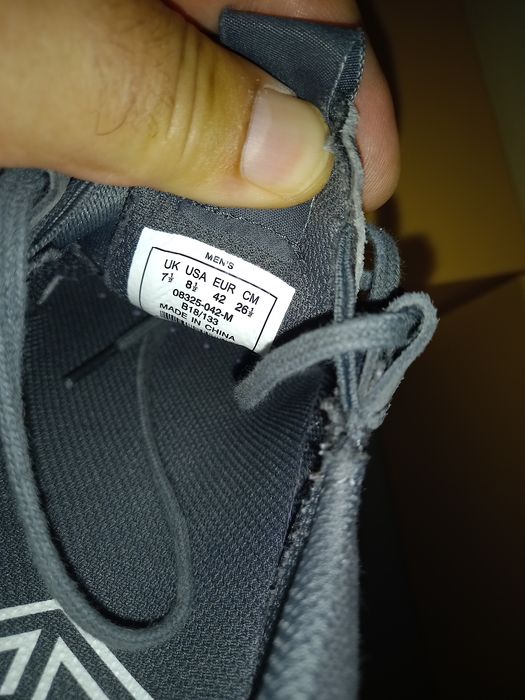 MEN'S
UK USA EUR CM
7½ 8½ 42 26½
08325-042-M
B18/133
MADE IN CHINA